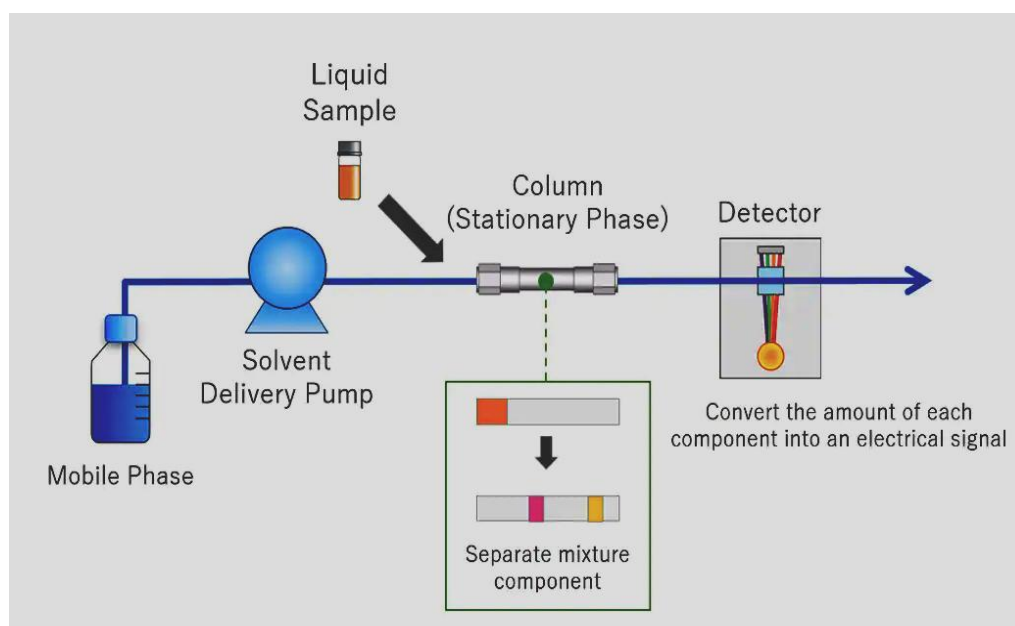 Liquid
Sample
Column
(Stationary Phase)
Detector
Solvent
Delivery Pump
Mobile Phase
Convert the amount of each
component into an electrical signal
Separate mixture
component